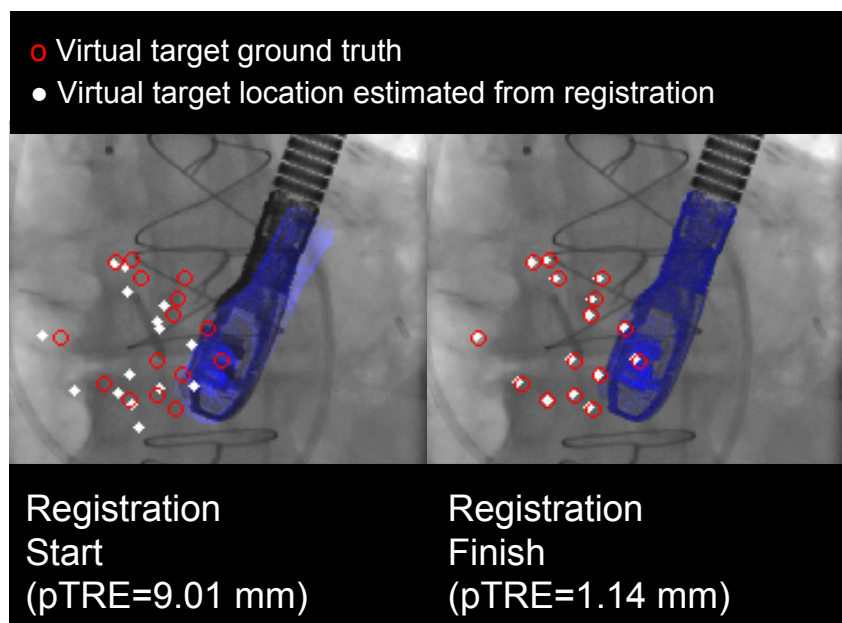 o Virtual target ground truth
● Virtual target location estimated from registration
Registration
Start
(pTRE=9.01 mm)
Registration
Finish
(pTRE=1.14 mm)